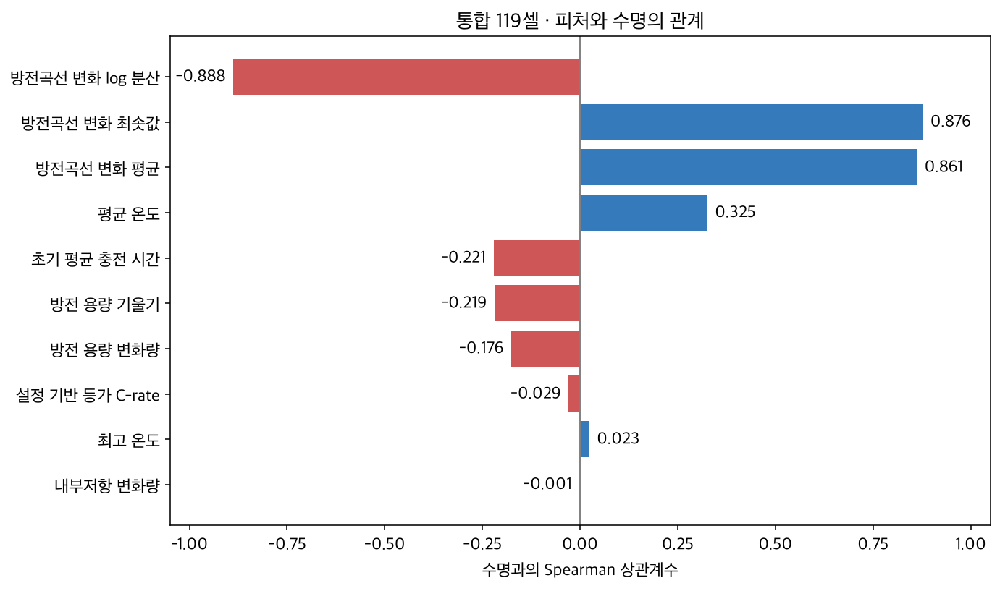 통합 119셀 · 피처와 수명의 관계
방전곡선 변화 log 분산
-0.888
방전곡선 변화 최솟값
0.876
방전곡선 변화 평균
0.861
평균 온도
0.325
초기 평균 충전 시간
-0.221
방전 용량 기울기
-0.219
방전 용량 변화량
-0.176
설정 기반 등가 C-rate
-0.029
최고 온도
0.023
내부저항 변화량
-0.001
-1.00 -0.75 -0.50 -0.25 0.00 0.25 0.50 0.75 1.00
수명과의 Spearman 상관계수